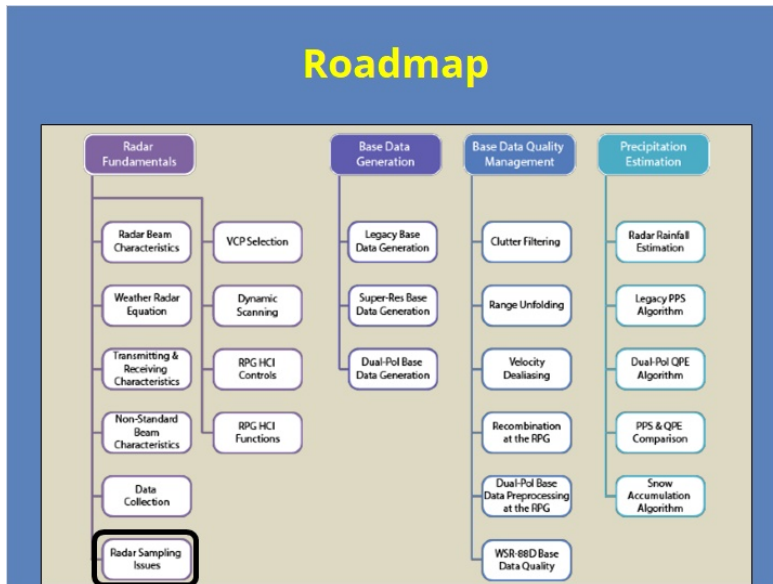 Roadmap
Radar
Fundamentals
Radar Beam
Characteristics
Weather Radar
Equation
Transmitting &
Receiving
Characteristics
Non-Standard
Beam
Characteristics
Data
Collection
Radar Sampling
Issues
VCP Selection
Dynamic
Scanning
RPG HCI
Controls
RPG HCI
Functions
Base Data
Generation
Legacy Base
Data Generation
Super-Res Base
Data Generation
Dual-Pol Base
Data Generation
Base Data Quality
Management
Clutter Filtering
Range Unfolding
Velocity
Dealiasing
Recombination
at the RPG
Dual-Pol Base
Data Preprocessing
at the RPG
WSR-88D Base
Data Quality
Precipitation
Estimation
Radar Rainfall
Estimation
Legacy PPS
Algorithm
Dual-Pol QPE
Algorithm
PPS & QPE
Comparison
Snow
Accumulation
Algorithm